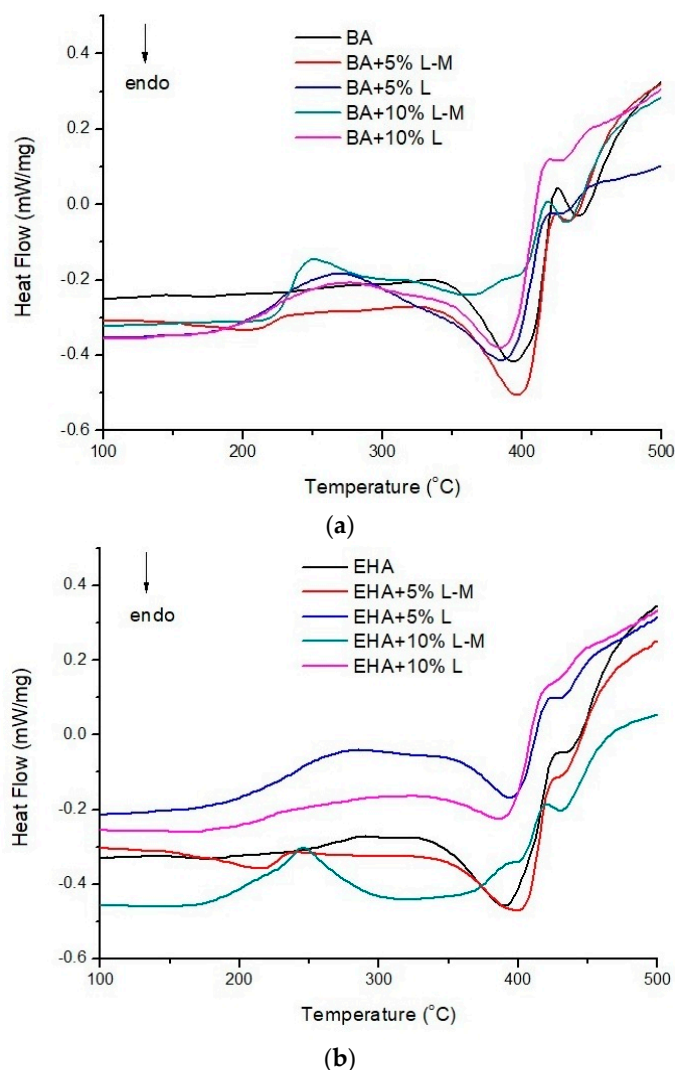 0.4
0.2
0.0
-0.2
-0.4
-0.6
Heat Flow (mW/mg)
endo
BA
BA+5% L-M
BA+5% L
BA+10% L-M
BA+10% L
100
200
300
400
500
Temperature (°C)
(a)
0.4
0.2
0.0
-0.2
-0.4
-0.6
Heat Flow (mW/mg)
endo
EHA
EHA+5% L-M
EHA+5% L
EHA+10% L-M
EHA+10% L
100
200
300
400
500
Temperature (°C)
(b)